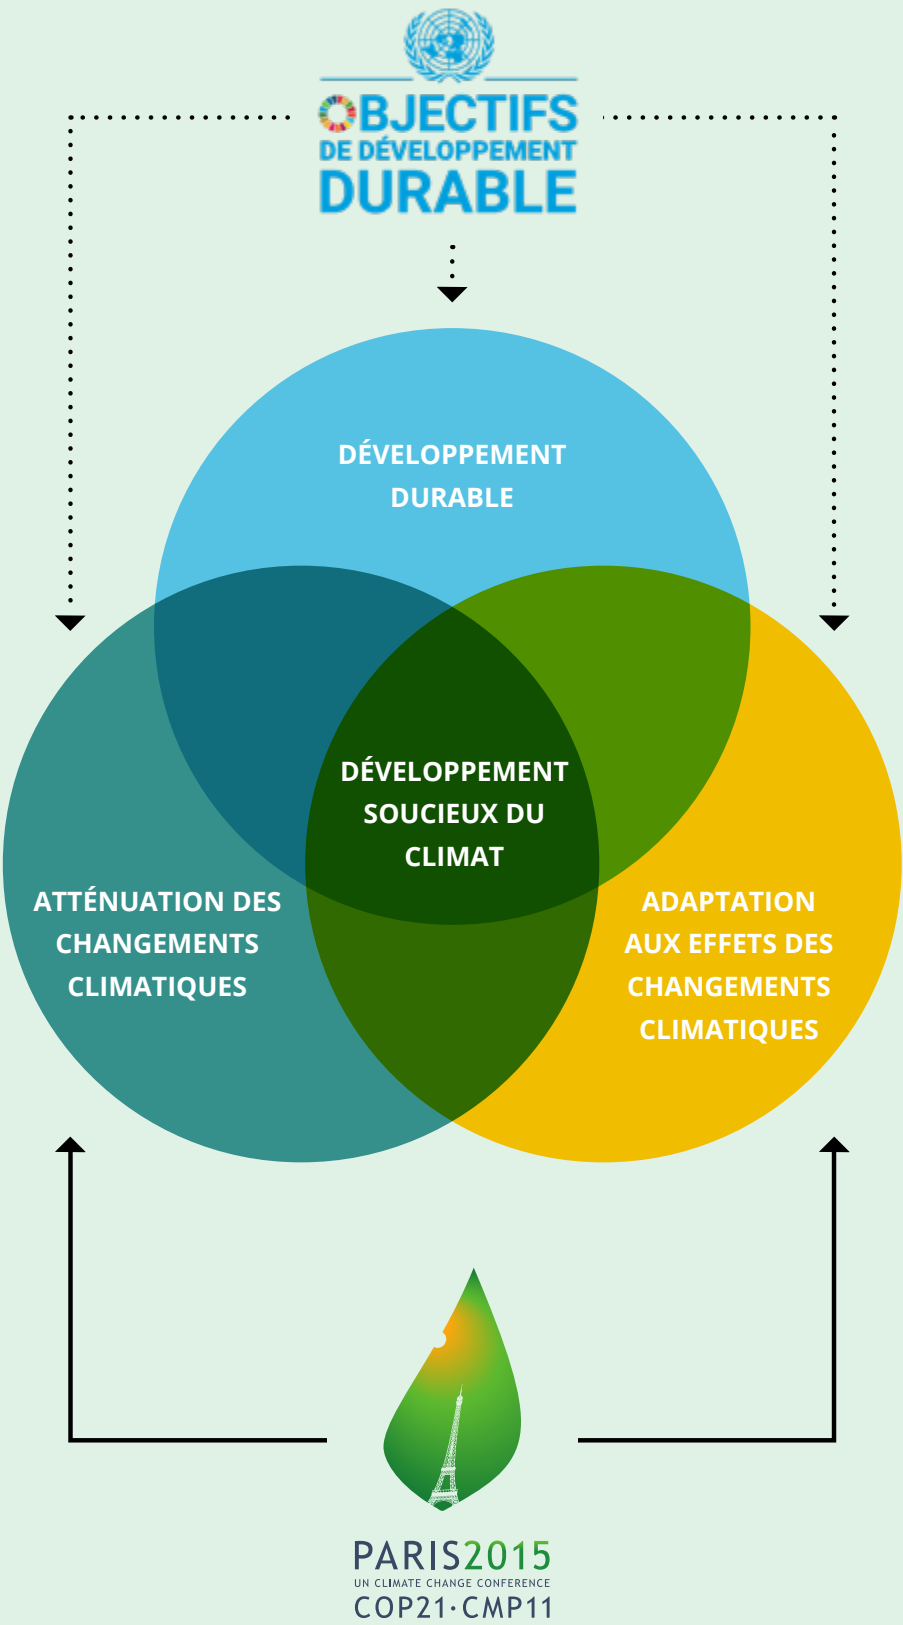 OBJECTIFS
DE DÉVELOPPEMENT
DURABLE
DÉVELOPPEMENT
DURABLE
DÉVELOPPEMENT
SOUCIEUX DU
CLIMAT
ATTÉNUATION DES
CHANGEMENTS
CLIMATIQUES
ADAPTATION
AUX EFFETS DES
CHANGEMENTS
CLIMATIQUES
PARIS2015
UN CLIMATE CHANGE CONFERENCE
COP21·CMP11